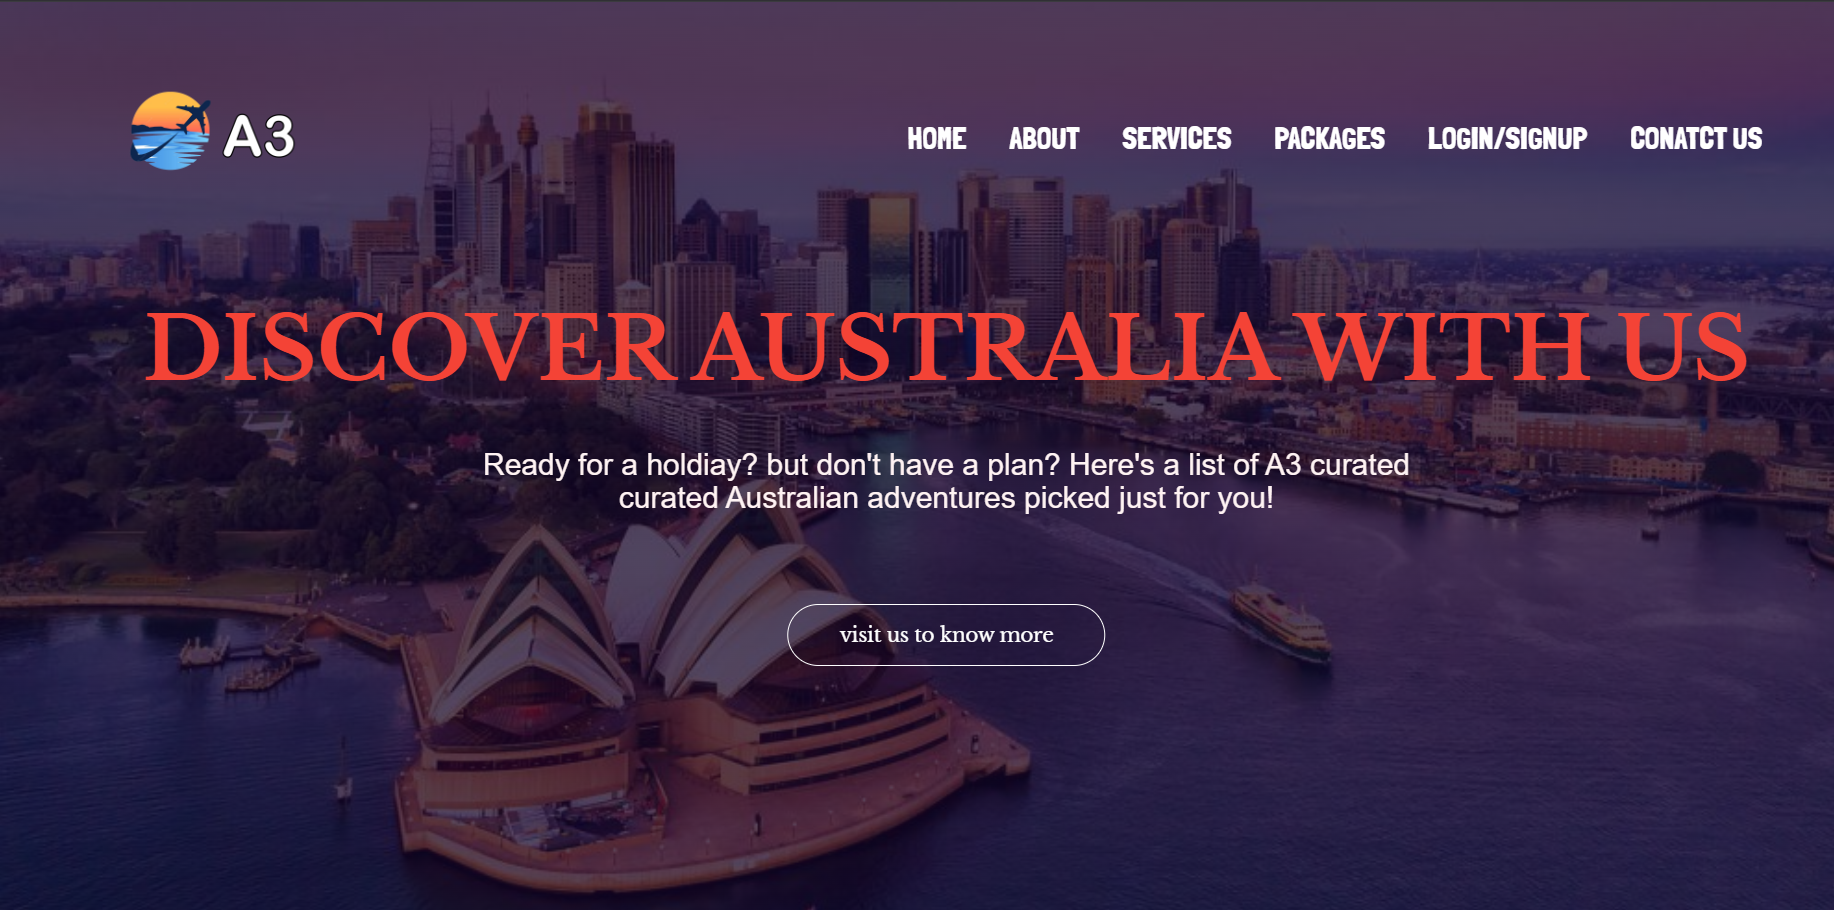 A3
HOME ABOUT SERVICES PACKAGES LOGIN/SIGNUP CONATCT US
DISCOVER AUSTRALIA WITH US
Ready for a holdiay? but don't have a plan? Here's a list of A3 curated
curated Australian adventures picked just for you!
visit us to know more